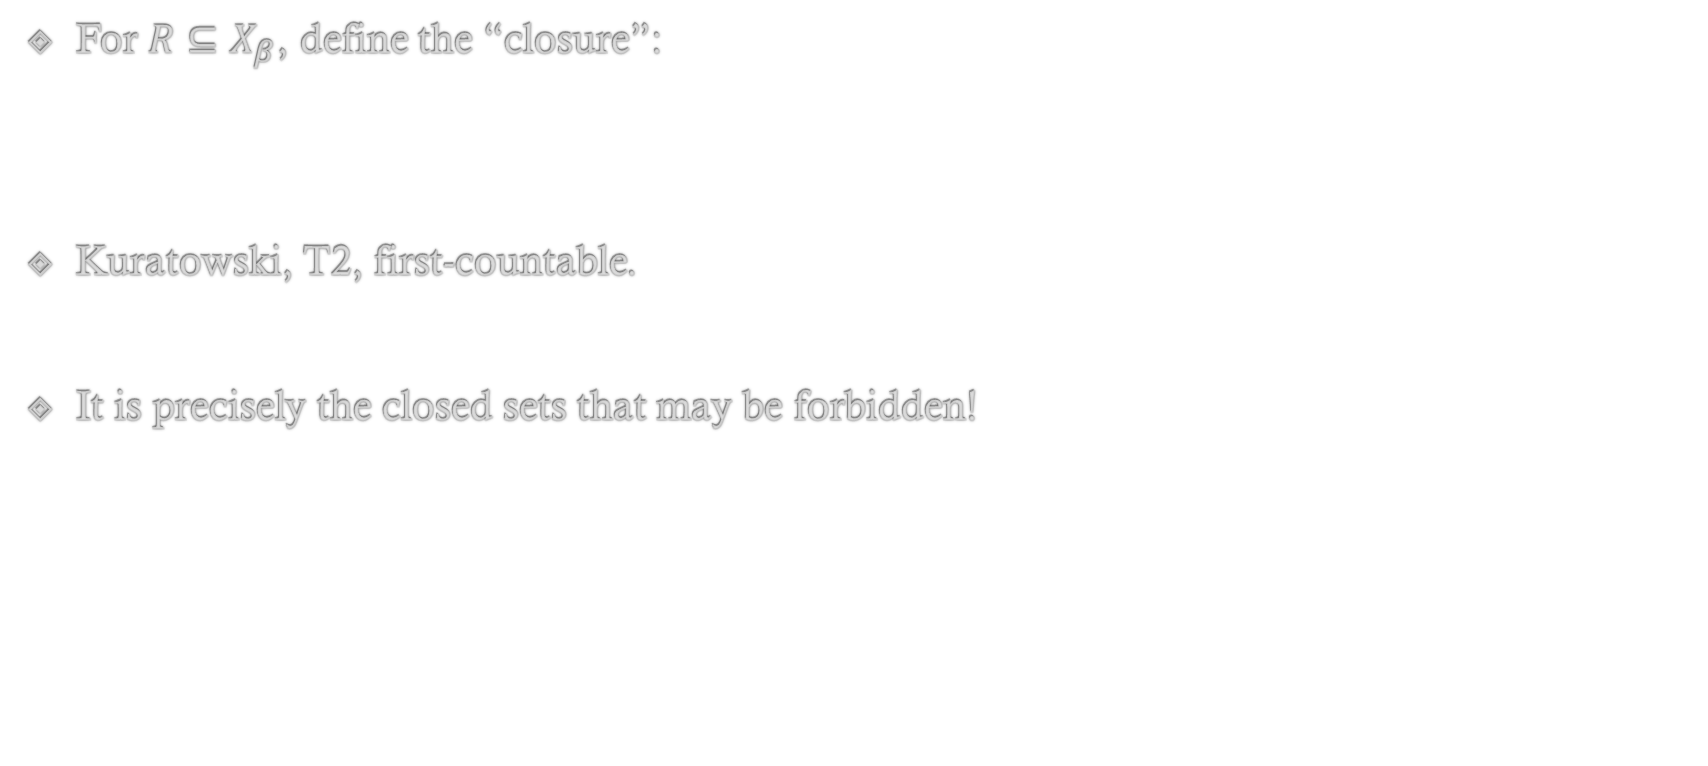 For R ⊆ X_β, define the “closure”:
Kuratowski, T2, first-countable.
It is precisely the closed sets that may be forbidden!